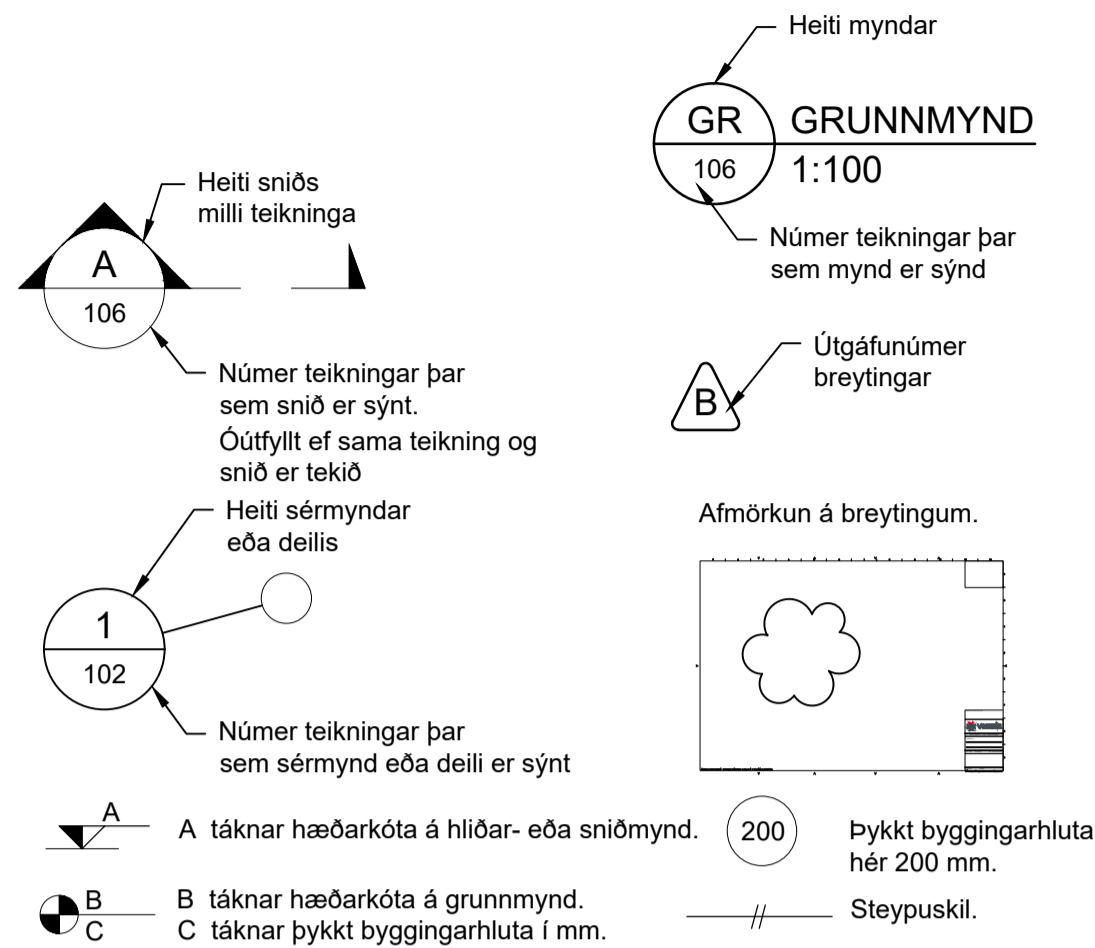 Heiti sniðs
milli teikninga
A
106
Númer teikningar þar
sem snið er sýnt.
Óútfyllt ef sama teikning og
snið er tekið
Heiti sérmyndar
eða deilis
1
102
Númer teikningar þar
sem sérmynd eða deili er sýnt
A
A táknar hæðarkóta á hliðar- eða sniðmynd.
B
C
B táknar hæðarkóta á grunnmynd.
C táknar þykkt byggingarhluta í mm.
Heiti myndar
GR
106
GRUNNMYND
1:100
Númer teikningar þar
sem mynd er sýnd
Útgáfunúmer
breytingar
B
Afmörkun á breytingum.
200
Þykkt byggingarhluta
hér 200 mm.
Steypuskil.